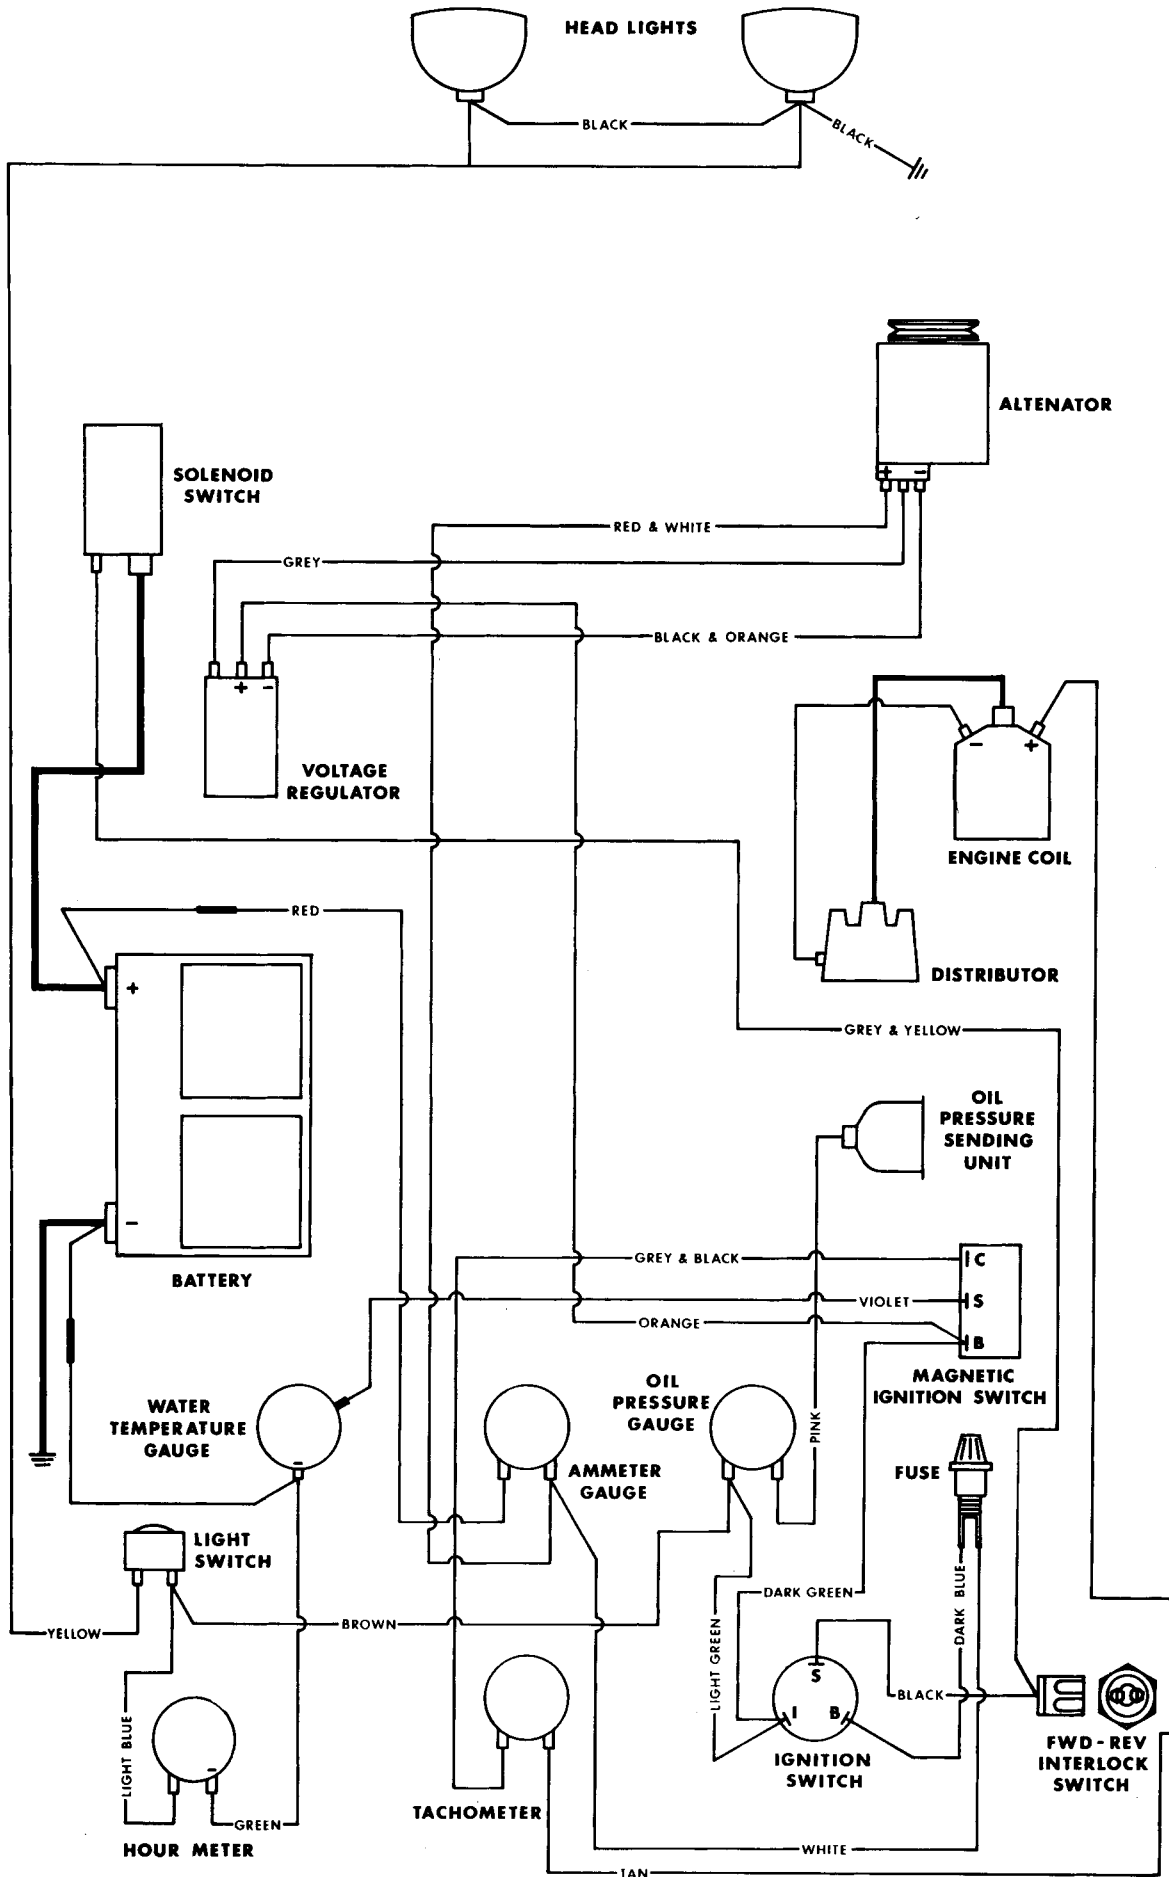 HEAD LIGHTS
BLACK
BLACK
ALTENATOR
+ −
SOLENOID
SWITCH
RED & WHITE
GREY
BLACK & ORANGE
+ −
VOLTAGE
REGULATOR
− +
ENGINE COIL
RED
DISTRIBUTOR
+
GREY & YELLOW
OIL
PRESSURE
SENDING
UNIT
−
BATTERY
GREY & BLACK
C
VIOLET
S
ORANGE
B
MAGNETIC
IGNITION SWITCH
WATER
TEMPERATURE
GAUGE
−
OIL
PRESSURE
GAUGE
PINK
AMMETER
GAUGE
FUSE
LIGHT
SWITCH
DARK GREEN
DARK BLUE
BROWN
YELLOW
LIGHT GREEN
S
I B
BLACK
IGNITION
SWITCH
FWD-REV
INTERLOCK
SWITCH
LIGHT BLUE
−
GREEN
HOUR METER
TACHOMETER
WHITE
TAN